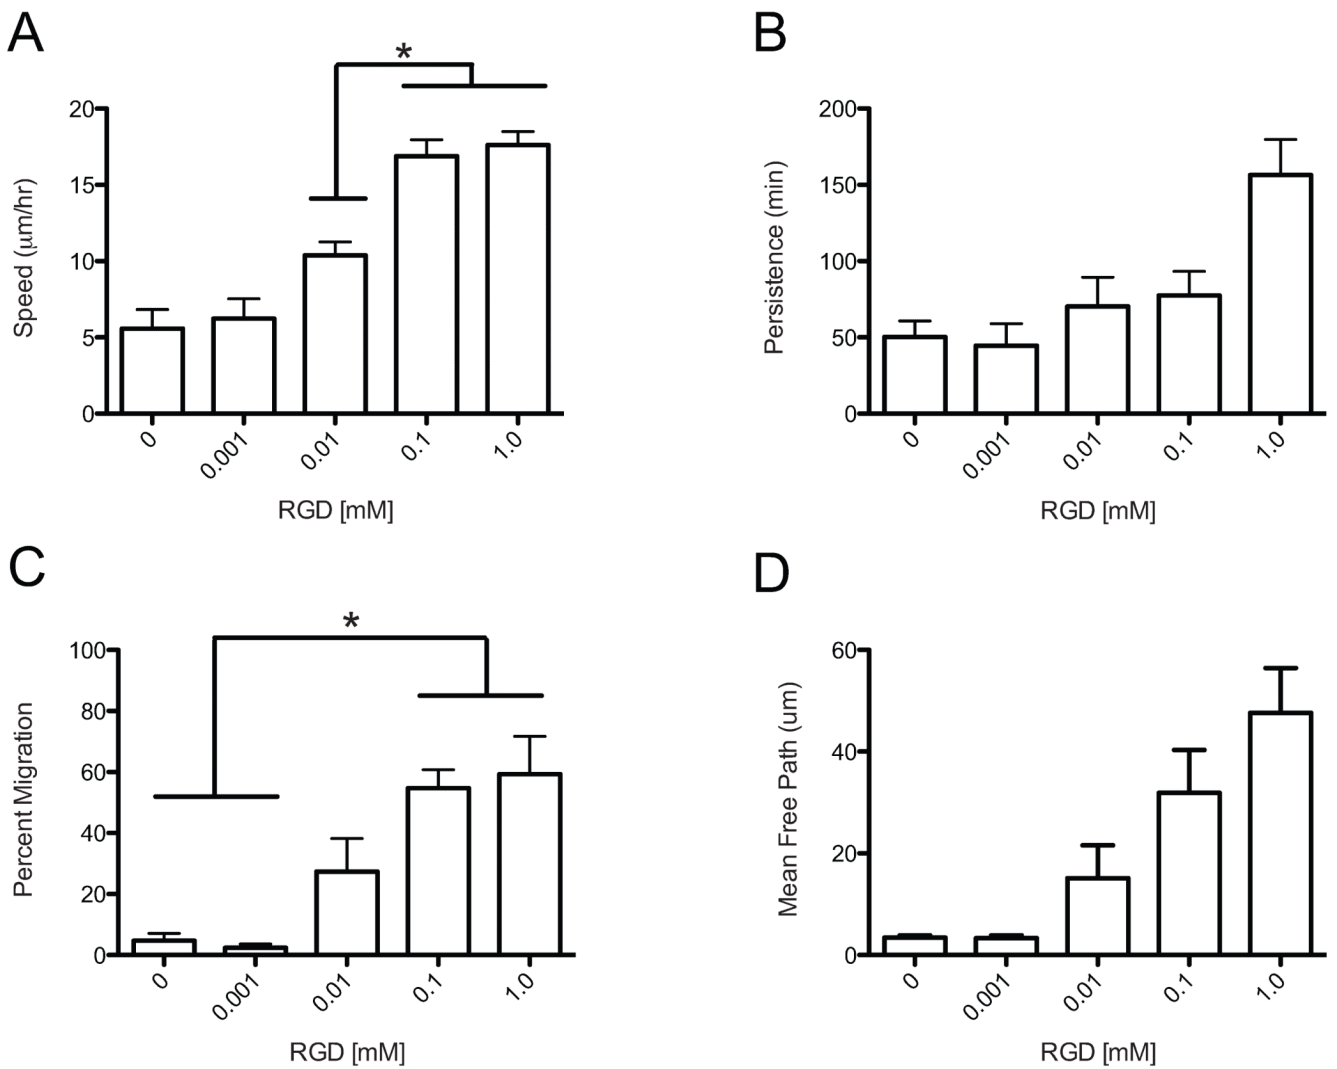 A
*
20
15
10
5
0
Speed (μm/hr)
0 0.001 0.01 0.1 1.0
RGD [mM]
B
200
150
100
50
0
Persistence (min)
0 0.001 0.01 0.1 1.0
RGD [mM]
C
*
100
80
60
40
20
0
Percent Migration
0 0.001 0.01 0.1 1.0
RGD [mM]
D
60
40
20
0
Mean Free Path (um)
0 0.001 0.01 0.1 1.0
RGD [mM]